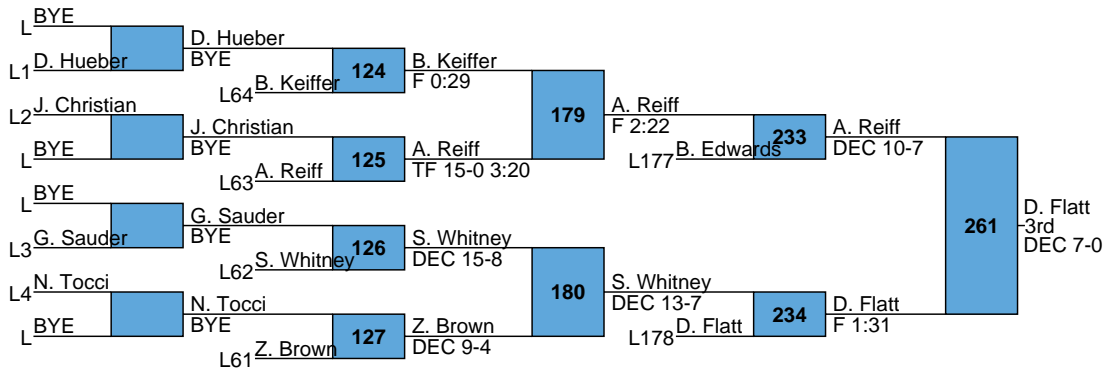 L BYE
L1 D. Hueber
D. Hueber
BYE
L64 B. Keiffer
124
B. Keiffer
F 0:29
L2 J. Christian
L BYE
J. Christian
BYE
L63 A. Reiff
125
A. Reiff
TF 15-0 3:20
179
A. Reiff
F 2:22
L177 B. Edwards
233
A. Reiff
DEC 10-7
L BYE
L3 G. Sauder
G. Sauder
BYE
L62 S. Whitney
126
S. Whitney
DEC 15-8
L4 N. Tocci
L BYE
N. Tocci
BYE
L61 Z. Brown
127
Z. Brown
DEC 9-4
180
S. Whitney
DEC 13-7
L178 D. Flatt
234
D. Flatt
F 1:31
261
D. Flatt
3rd
DEC 7-0